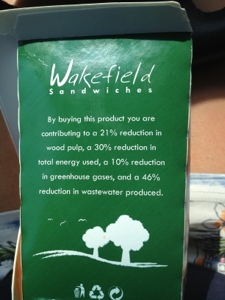 Wakefield
Sandwiches
By buying this product you are
contributing to a 21% reduction in
wood pulp, a 30% reduction in
total energy used, a 10% reduction
in greenhouse gases, and a 46%
reduction in wastewater produced.